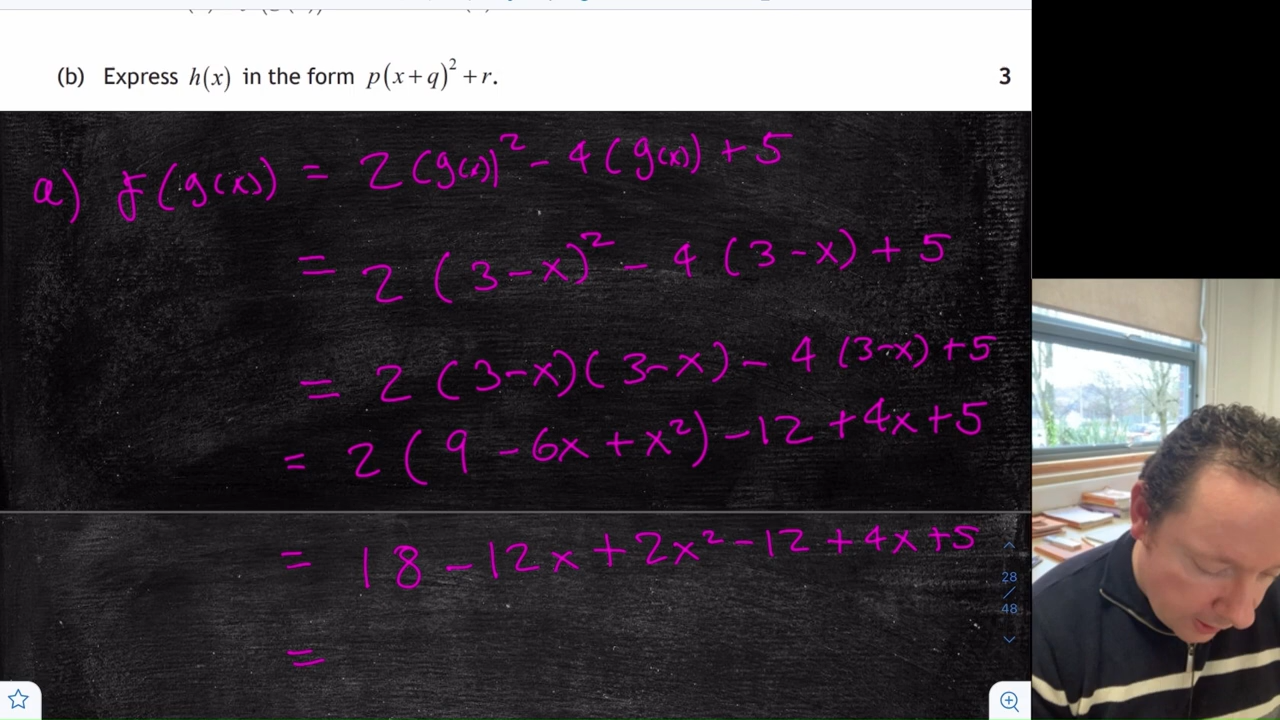 (b) Express h(x) in the form p(x+q)² + r. 3
a) f(g(x)) = 2(g(x))² - 4(g(x)) + 5
= 2(3-x)² - 4(3-x) + 5
= 2(3-x)(3-x) - 4(3-x) + 5
= 2(9 - 6x + x²) - 12 + 4x + 5
= 18 - 12x + 2x² - 12 + 4x + 5
=
28
/
48